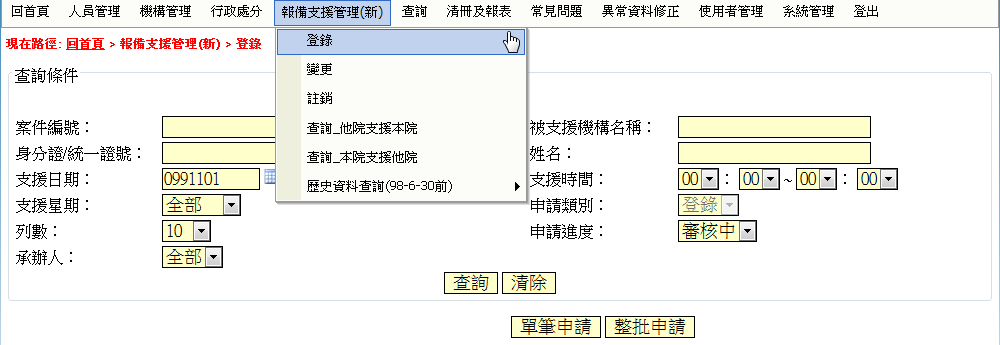 回首頁 人員管理 機構管理 行政處分 報備支援管理(新) 查詢 清冊及報表 常見問題 異常資料修正 使用者管理 系統管理 登出
現在路徑: 回首頁 > 報備支援管理(新) > 登錄
登錄
變更
註銷
查詢_他院支援本院
查詢_本院支援他院
歷史資料查詢(98-6-30前)
查詢條件
案件編號： 被支援機構名稱：
身分證/統一證號： 姓名：
支援日期： 0991101 支援時間： 00 : 00 ~ 00 : 00
支援星期： 全部 申請類別： 登錄
列數： 10 申請進度： 審核中
承辦人： 全部
查詢 清除
單筆申請 整批申請